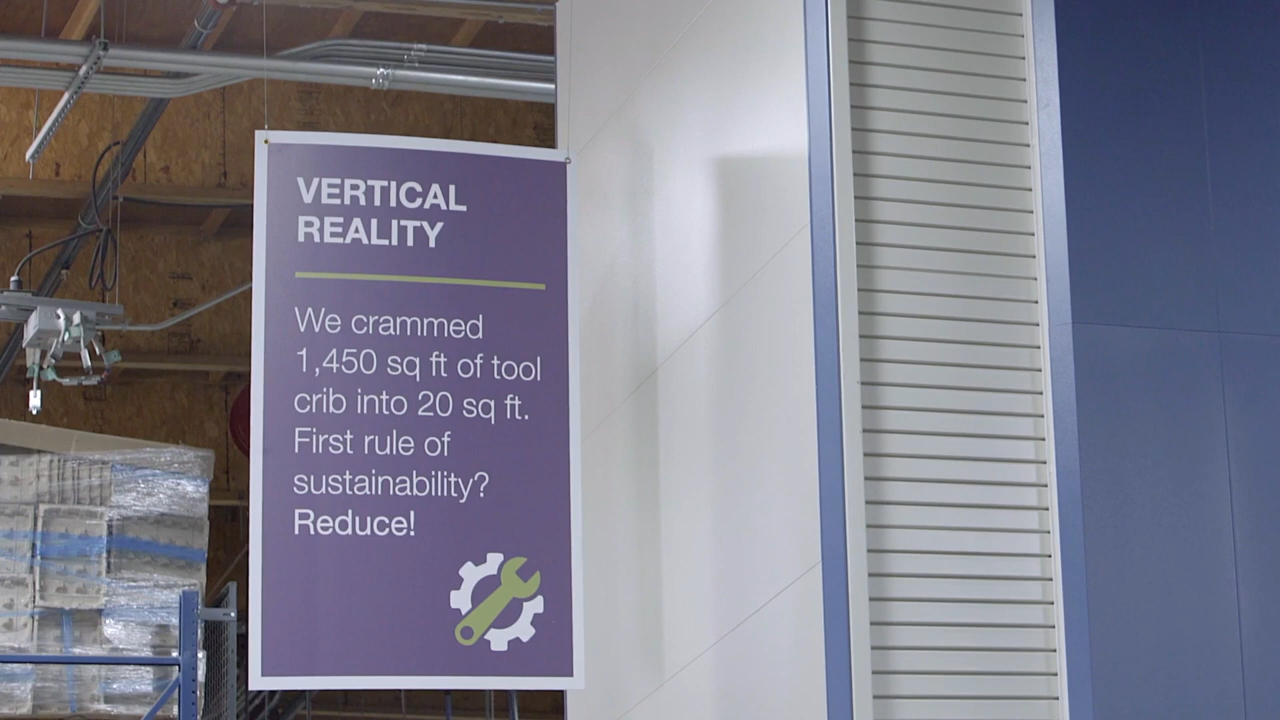 VERTICAL
REALITY
We crammed
1,450 sq ft of tool
crib into 20 sq ft.
First rule of
sustainability?
Reduce!